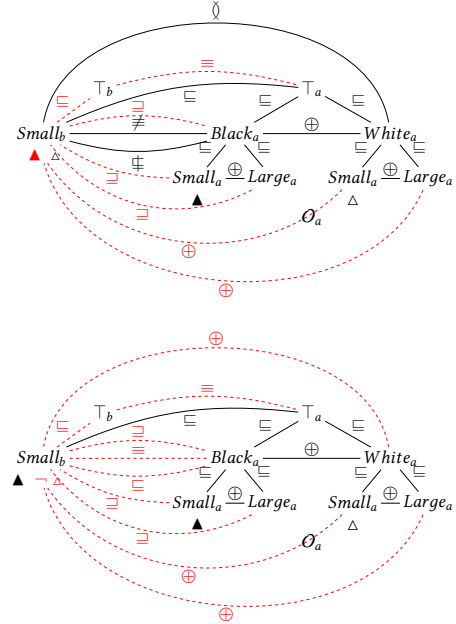 ≬
≡
⊤b ⊤a
⊑ ⊒ ⊑ ⊑ ⊑
≢
Smallb Blacka ⊕ Whitea
▲ △ ⋢ ⊑ ⊑ ⊑ ⊑
⊒ Smalla ⊕ Largea Smalla ⊕ Largea
▲ △
⊒ Oa
⊕
⊕
⊕
≡
⊤b ⊤a
⊑ ⊒ ⊑ ⊑ ⊑
≡
Smallb Blacka ⊕ Whitea
▲ ¬ △ ⊑ ⊑ ⊑ ⊑ ⊑
⊒ Smalla ⊕ Largea Smalla ⊕ Largea
▲ △
⊒ Oa
⊕
⊕